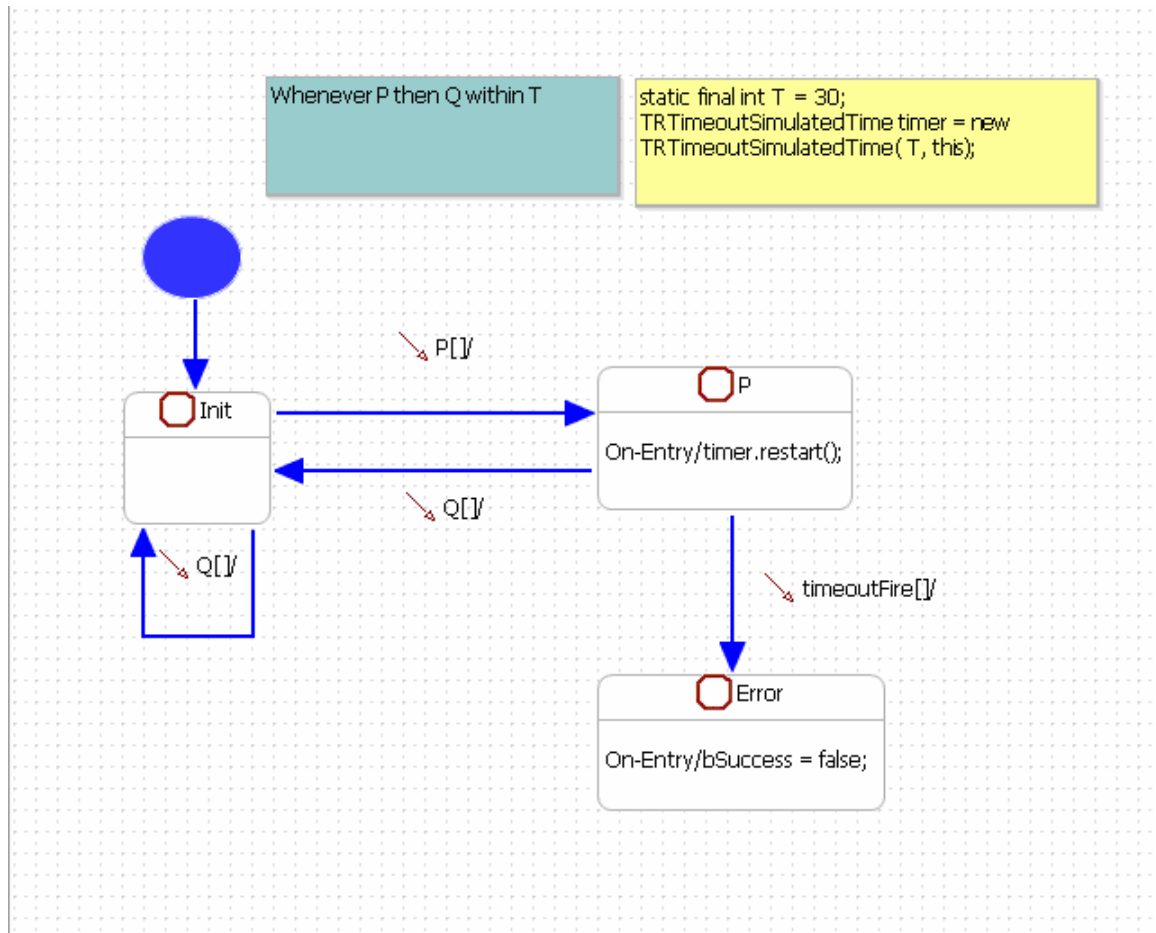 Whenever P then Q within T
static final int T = 30;
TRTimeoutSimulatedTime timer = new
TRTimeoutSimulatedTime( T, this);
P[]/
Init
P
On-Entry/timer.restart();
Q[]/
Q[]/
timeoutFire[]/
Error
On-Entry/bSuccess = false;